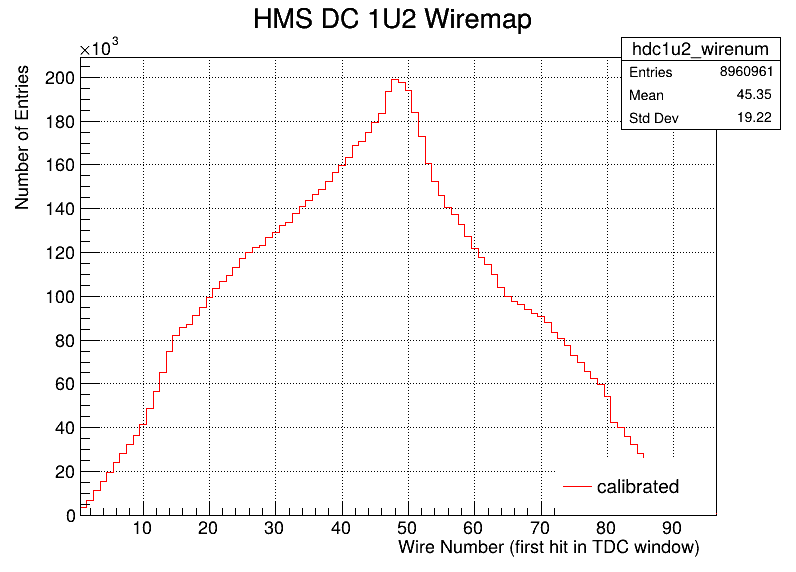 HMS DC 1U2 Wiremap
×10³
hdc1u2_wirenum
Entries 8960961
Mean 45.35
Std Dev 19.22
Number of Entries
200
180
160
140
120
100
80
60
40
20
0
calibrated
10 20 30 40 50 60 70 80 90
Wire Number (first hit in TDC window)